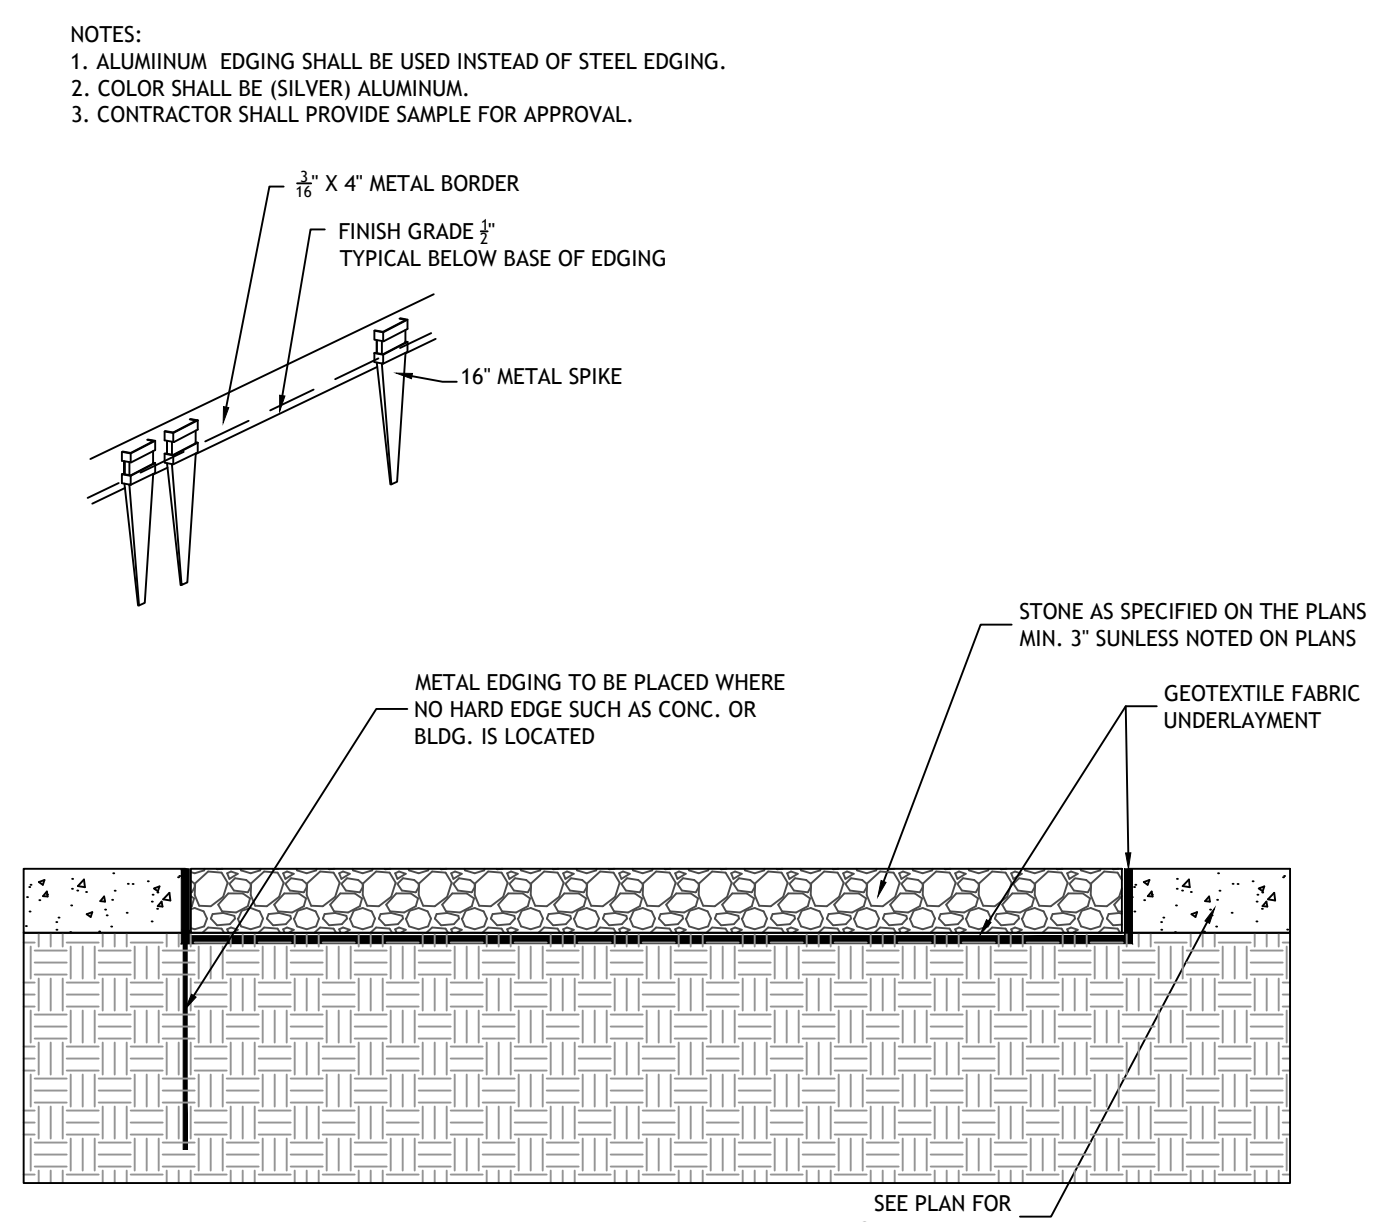 NOTES:
1. ALUMIINUM EDGING SHALL BE USED INSTEAD OF STEEL EDGING.
2. COLOR SHALL BE (SILVER) ALUMINUM.
3. CONTRACTOR SHALL PROVIDE SAMPLE FOR APPROVAL.
3/16" X 4" METAL BORDER
FINISH GRADE 1/2"
TYPICAL BELOW BASE OF EDGING
16" METAL SPIKE
STONE AS SPECIFIED ON THE PLANS
MIN. 3" SUNLESS NOTED ON PLANS
METAL EDGING TO BE PLACED WHERE
NO HARD EDGE SUCH AS CONC. OR
BLDG. IS LOCATED
GEOTEXTILE FABRIC
UNDERLAYMENT
SEE PLAN FOR